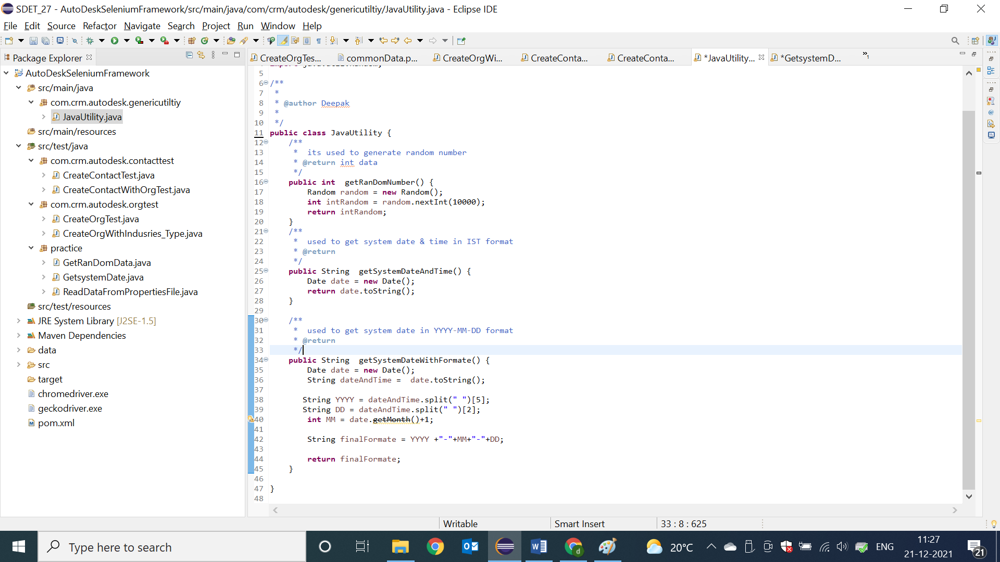 SDET_27 - AutoDeskSeleniumFramework/src/main/java/com/crm/autodesk/genericutiltiy/JavaUtility.java - Eclipse IDE
File Edit Source Refactor Navigate Search Project Run Window Help
Package Explorer
AutoDeskSeleniumFramework
src/main/java
com.crm.autodesk.genericutiltiy
JavaUtility.java
src/main/resources
src/test/java
com.crm.autodesk.contacttest
CreateContactTest.java
CreateContactWithOrgTest.java
com.crm.autodesk.orgtest
CreateOrgTest.java
CreateOrgWithIndusries_Type.java
practice
GetRanDomData.java
GetsystemDate.java
ReadDataFromPropertiesFile.java
src/test/resources
JRE System Library [J2SE-1.5]
Maven Dependencies
data
src
target
chromedriver.exe
geckodriver.exe
pom.xml
CreateOrgTes... commonData.p... CreateOrgWi... CreateConta... CreateConta... *JavaUtility... *GetsystemD... »1
5
6 /**
7  *
8  * @author Deepak
9  *
10  */
11 public class JavaUtility {
12     /**
13      *  its used to generate random number
14      * @return int data
15      */
16     public int  getRanDomNumber() {
17         Random random = new Random();
18         int intRandom = random.nextInt(10000);
19         return intRandom;
20     }
21     /**
22      *  used to get system date & time in IST format
23      * @return
24      */
25     public String  getSystemDateAndTime() {
26         Date date = new Date();
27         return date.toString();
28     }
29
30     /**
31      *  used to get system date in YYYY-MM-DD format
32      * @return
33      */
34     public String  getSystemDateWithFormate() {
35         Date date = new Date();
36         String dateAndTime =  date.toString();
37
38        String YYYY = dateAndTime.split(" ")[5];
39        String DD = dateAndTime.split(" ")[2];
40         int MM = date.getMonth()+1;
41
42         String finalFormate = YYYY +"-"+MM+"-"+DD;
43
44         return finalFormate;
45     }
46
47 }
48
Writable Smart Insert 33 : 8 : 625
Type here to search
20°C ENG 11:27
21-12-2021
21